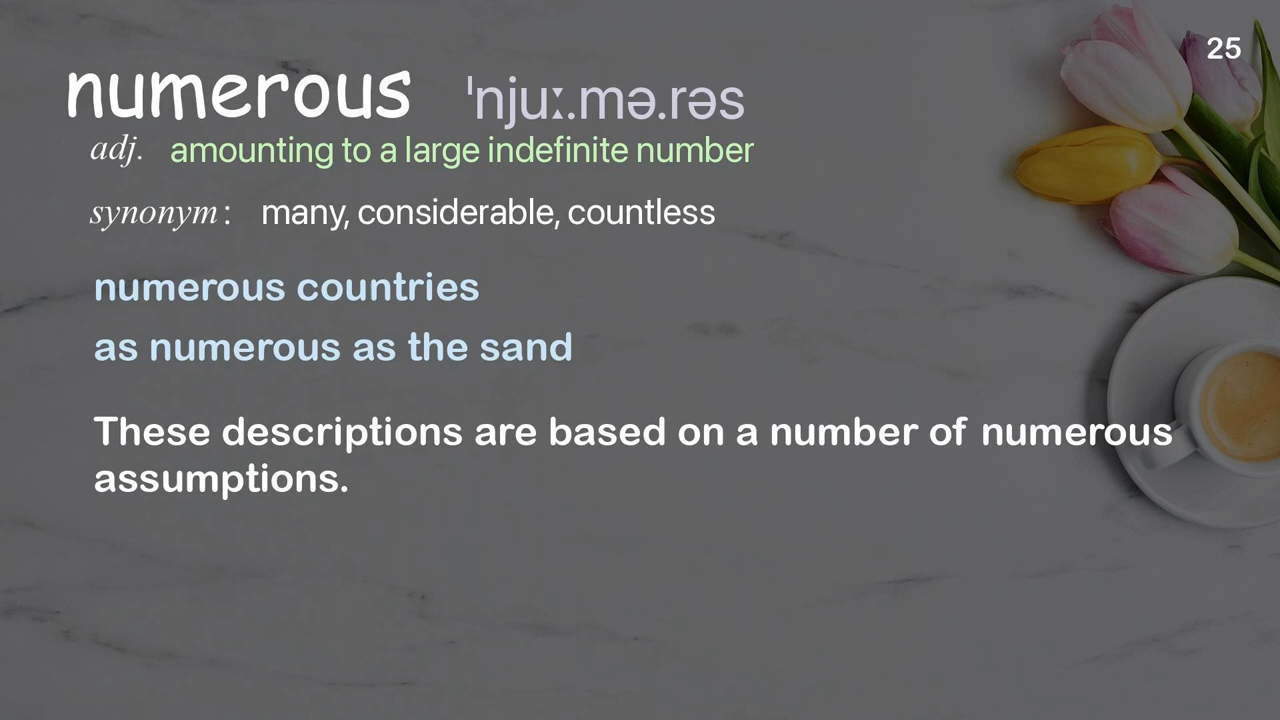 25
numerous ˈnjuː.mə.rəs
adj. amounting to a large indefinite number
synonym: many, considerable, countless
numerous countries
as numerous as the sand
These descriptions are based on a number of numerous
assumptions.